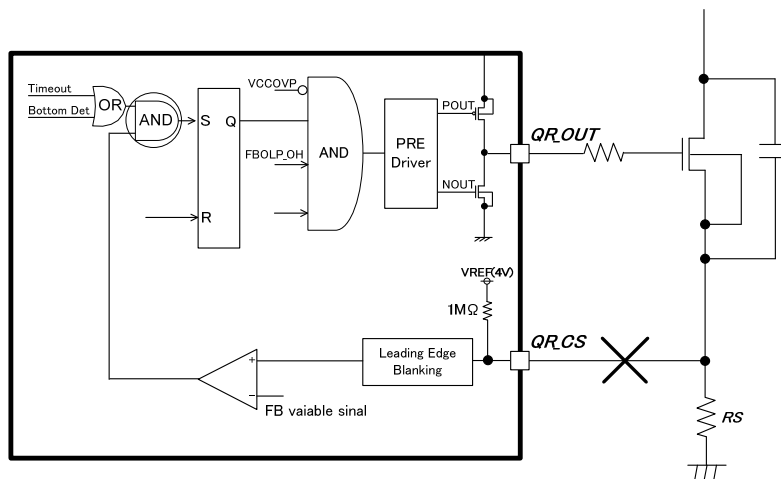 Timeout
OR
Bottom Det
AND
S
Q
R
VCCOVP
FBOLP_OH
AND
PRE
Driver
POUT
NOUT
QR_OUT
VREF(4V)
1MΩ
QR_CS
Leading Edge
Blanking
+
-
FB vaiable sinal
RS